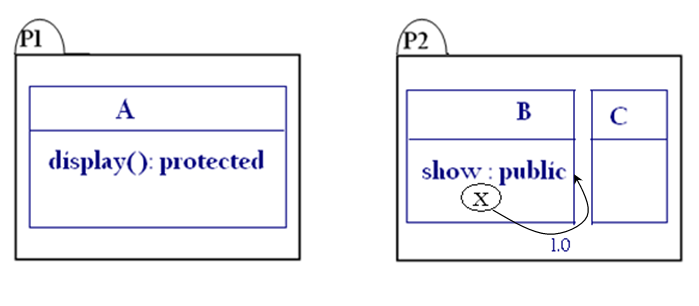 P1
A
display(): protected
P2
B
show : public
X
1.0
C